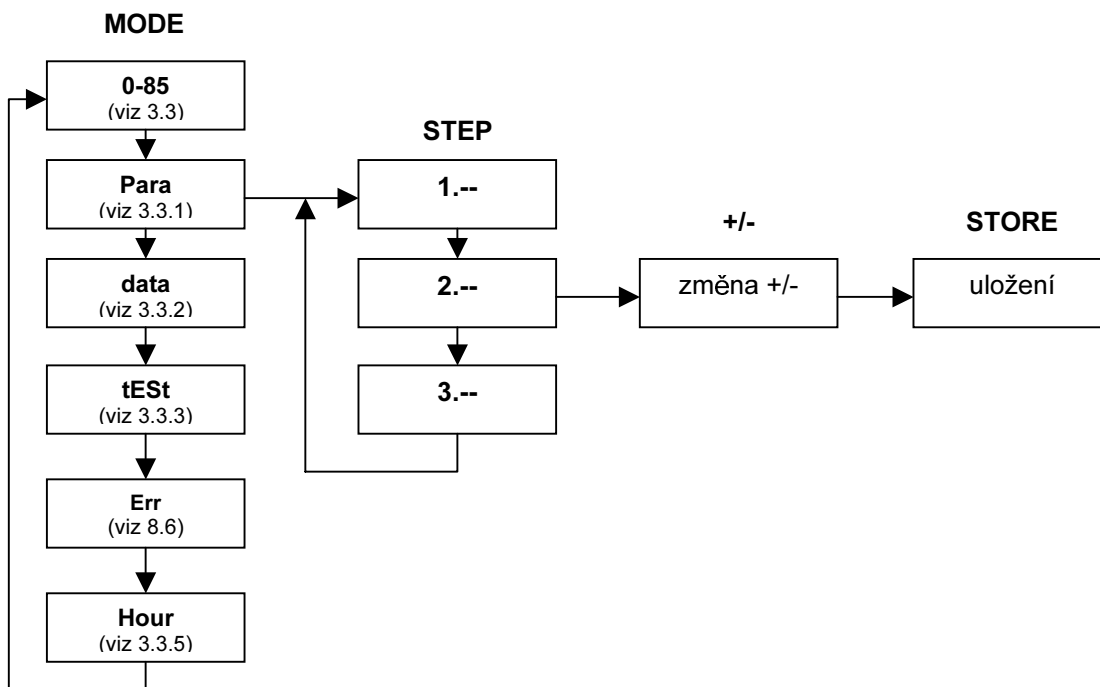 MODE
0-85
(viz 3.3)
Para
(viz 3.3.1)
data
(viz 3.3.2)
tESt
(viz 3.3.3)
Err
(viz 8.6)
Hour
(viz 3.3.5)
STEP
1.--
2.--
3.--
+/-
změna +/-
STORE
uložení